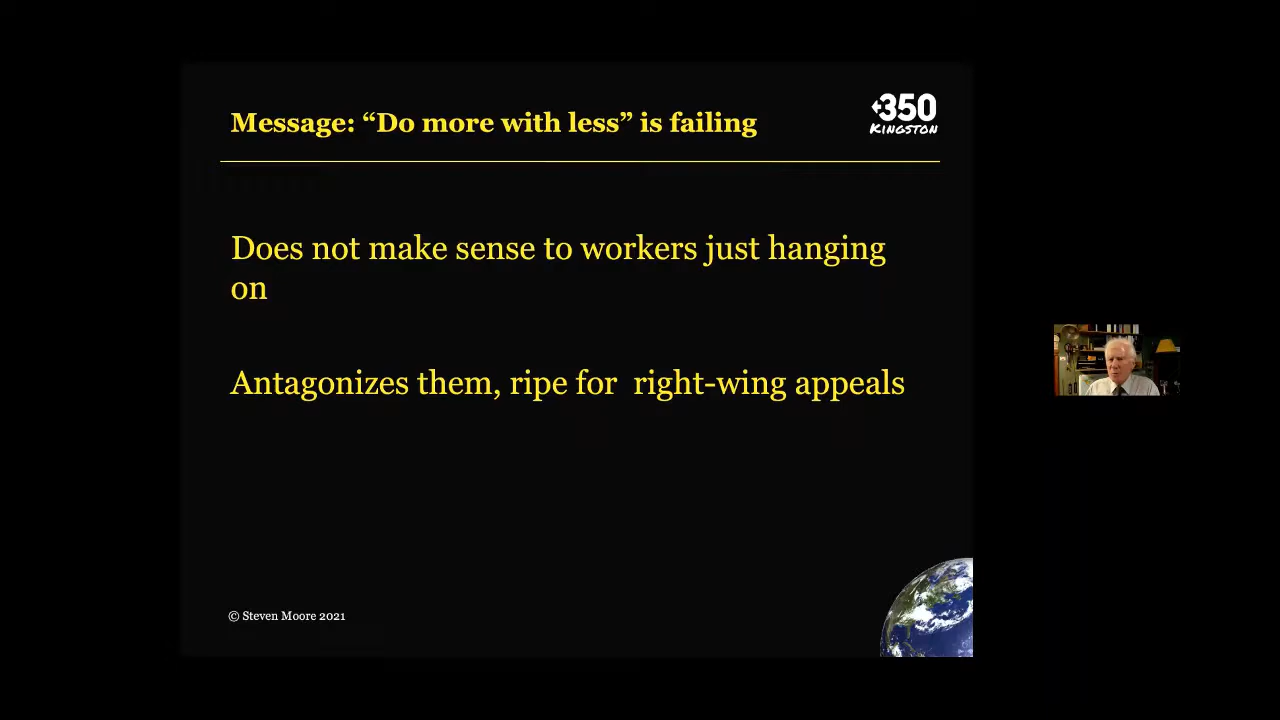 Message: “Do more with less” is failing
350
KINGSTON
Does not make sense to workers just hanging
on
Antagonizes them, ripe for  right-wing appeals
© Steven Moore 2021